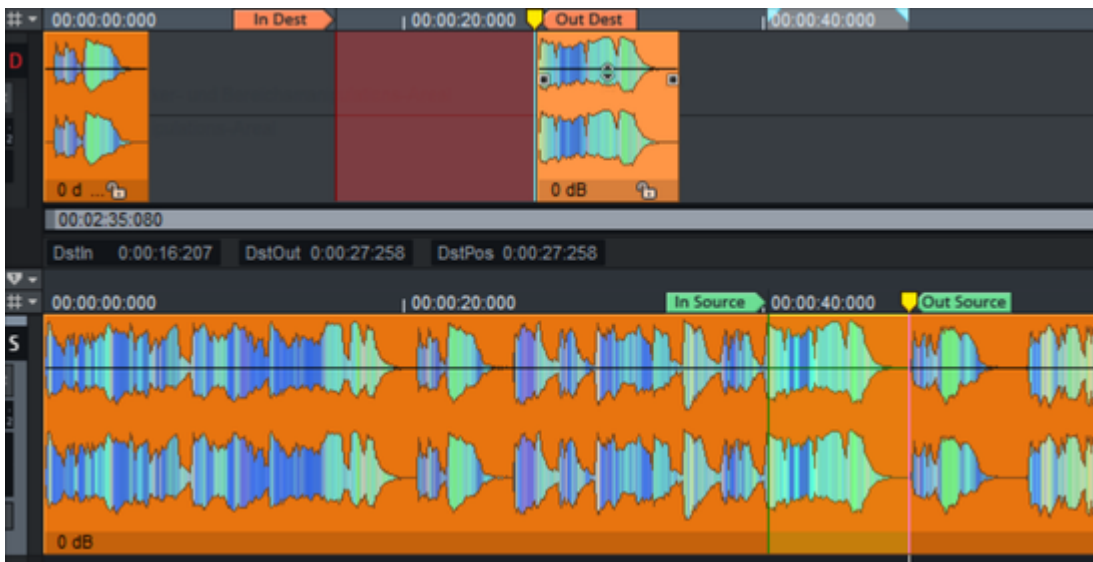 00:00:00:000 In Dest 00:00:20:000 Out Dest 00:00:40:000
D
2
0 d ... 0 dB
00:02:35:080
DstIn 0:00:16:207 DstOut 0:00:27:258 DstPos 0:00:27:258
00:00:00:000 00:00:20:000 In Source 00:00:40:000 Out Source
S
2
0 dB